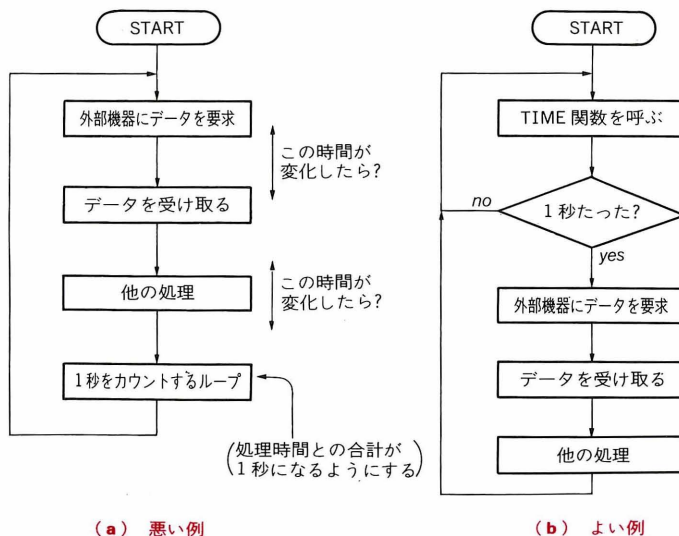 START
外部機器にデータを要求
この時間が
変化したら?
データを受け取る
他の処理
この時間が
変化したら?
1秒をカウントするループ
(処理時間との合計が
1秒になるようにする)
(a) 悪い例
START
TIME 関数を呼ぶ
1秒たった?
no
yes
外部機器にデータを要求
データを受け取る
他の処理
(b) よい例